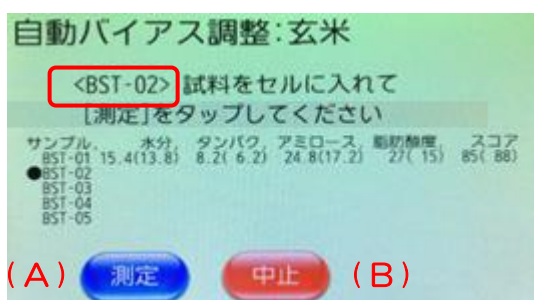 自動バイアス調整:玄米
<BST-02> 試料をセルに入れて
[測定]をタップしてください
サンプル, 水分, タンパク, アミロース, 脂肪酸度, スコア
BST-01 15.4(13.8) 8.2( 6.2) 24.8(17.2) 27( 15) 85( 88)
●BST-02
BST-03
BST-04
BST-05
(A) 測定 中止 (B)